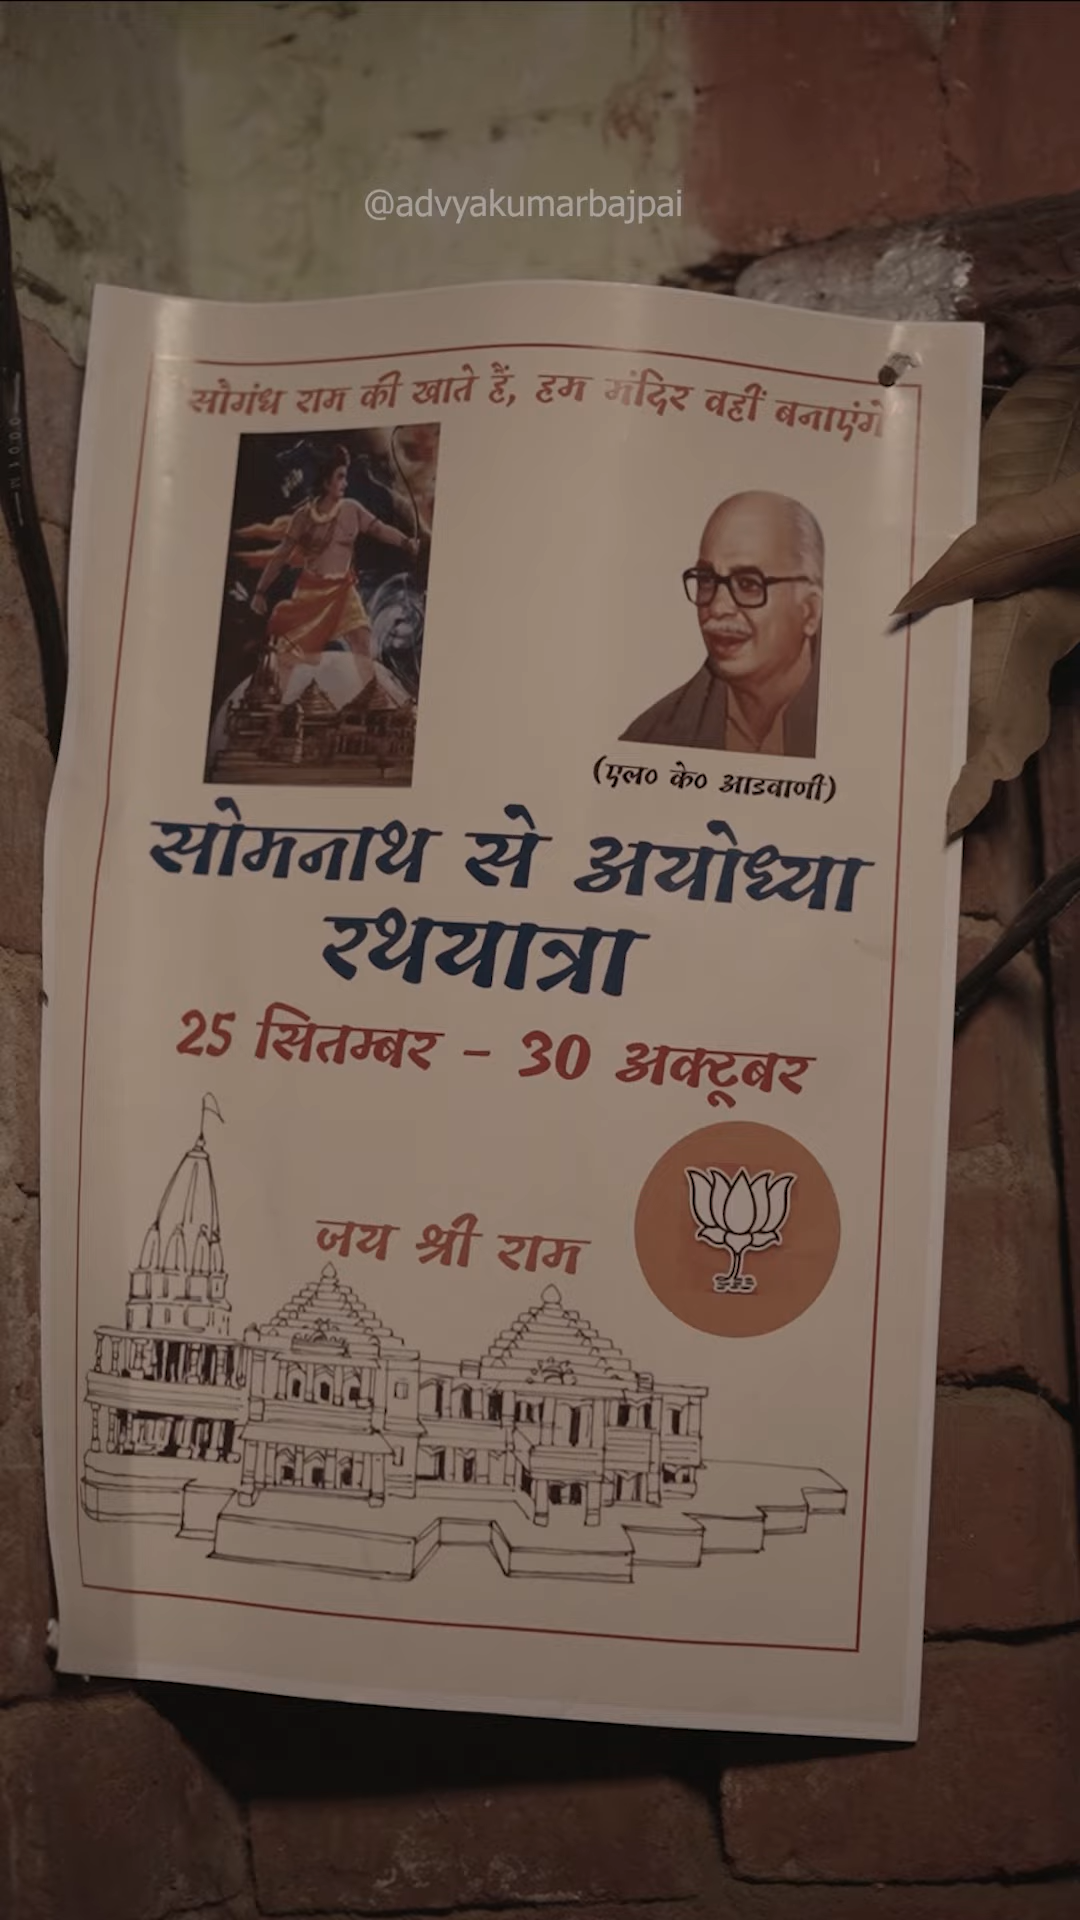 @advyakumarbajpai
सौगंध राम की खाते हैं, हम मंदिर वहीं बनाएंगे
(एल० के० आडवाणी)
सोमनाथ से अयोध्या
रथयात्रा
25 सितम्बर - 30 अक्टूबर
जय श्री राम